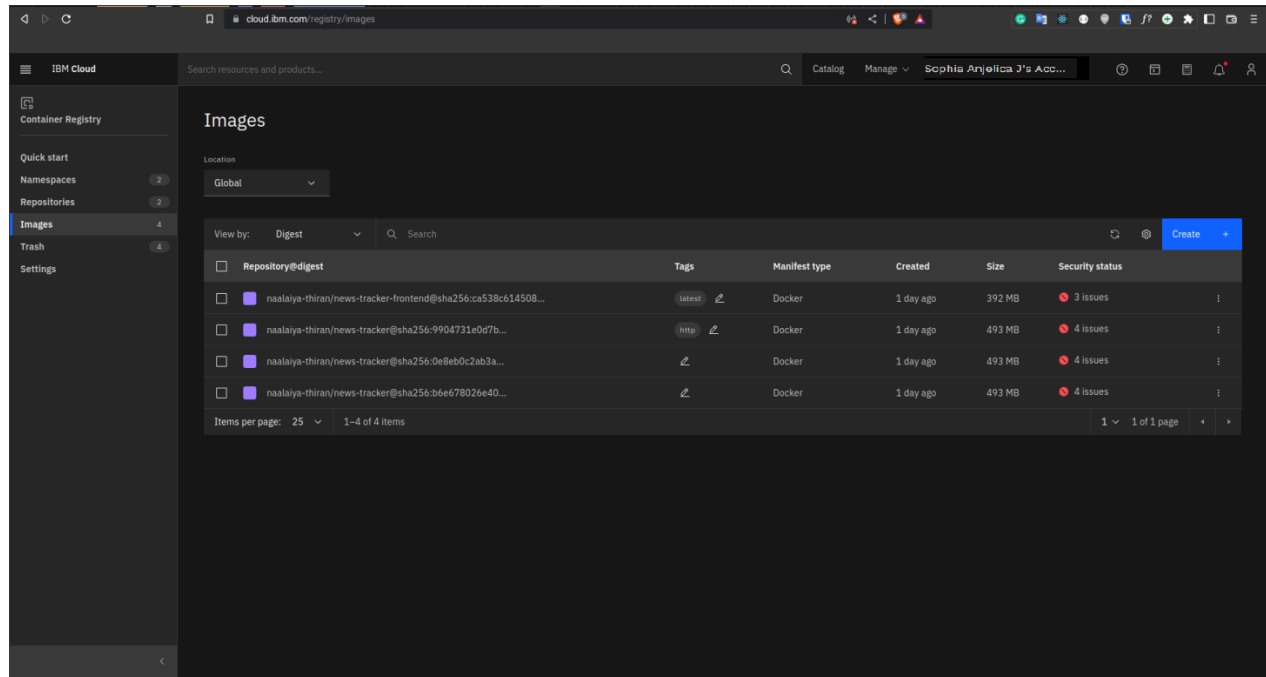 cloud.ibm.com/registry/images
IBM Cloud
Search resources and products...
Catalog
Manage
Sophia Anjelica J's Acc...
Container Registry
Quick start
Namespaces 2
Repositories 2
Images 4
Trash 4
Settings
Images
Location
Global
View by: Digest
Search
Create +
Repository@digest Tags Manifest type Created Size Security status
naalaiya-thiran/news-tracker-frontend@sha256:ca538c614508... latest Docker 1 day ago 392 MB 3 issues
naalaiya-thiran/news-tracker@sha256:9904731e0d7b... http Docker 1 day ago 493 MB 4 issues
naalaiya-thiran/news-tracker@sha256:0e8eb0c2ab3a... Docker 1 day ago 493 MB 4 issues
naalaiya-thiran/news-tracker@sha256:b6e678026e40... Docker 1 day ago 493 MB 4 issues
Items per page: 25 1–4 of 4 items 1 1 of 1 page